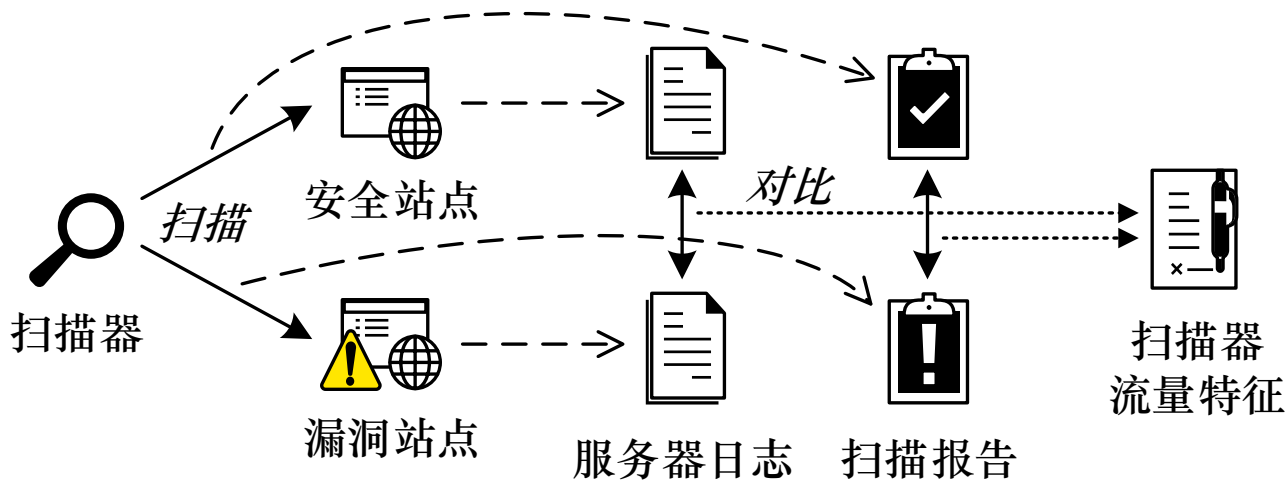 安全站点
对比
扫描
扫描器
漏洞站点
服务器日志
扫描报告
扫描器
流量特征